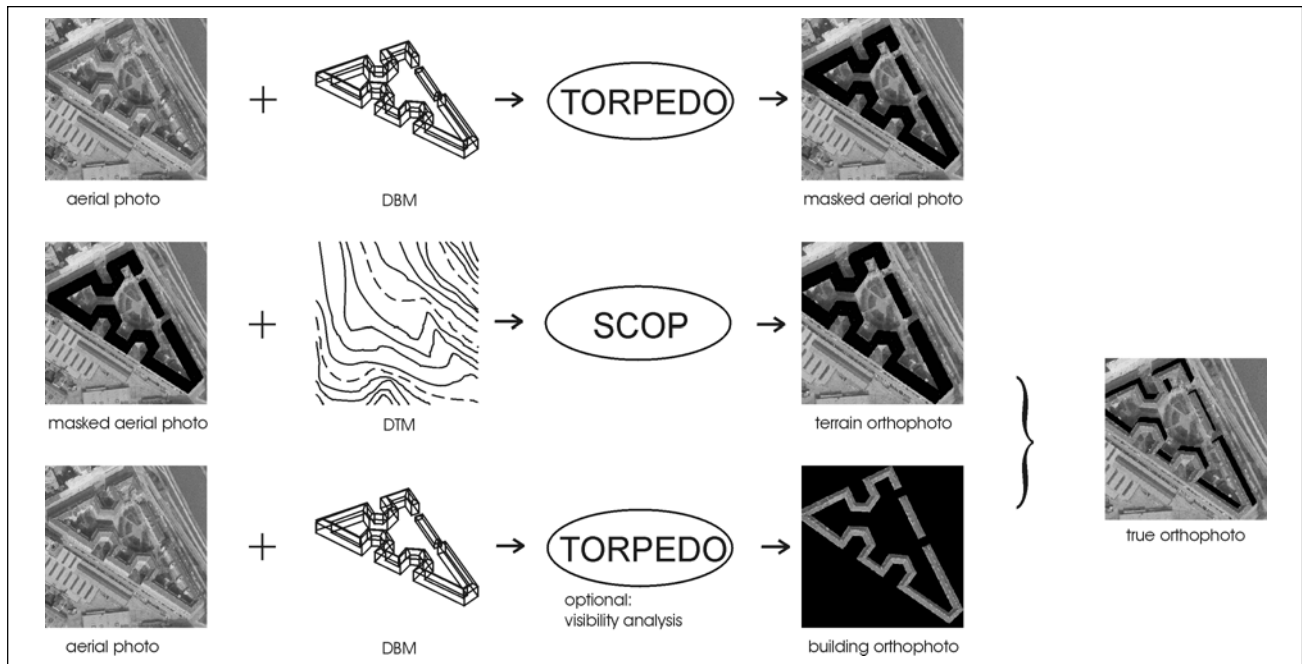 TORPEDO
aerial photo
DBM
masked aerial photo
SCOP
masked aerial photo
DTM
terrain orthophoto
TORPEDO
optional:
visibility analysis
aerial photo
DBM
building orthophoto
true orthophoto